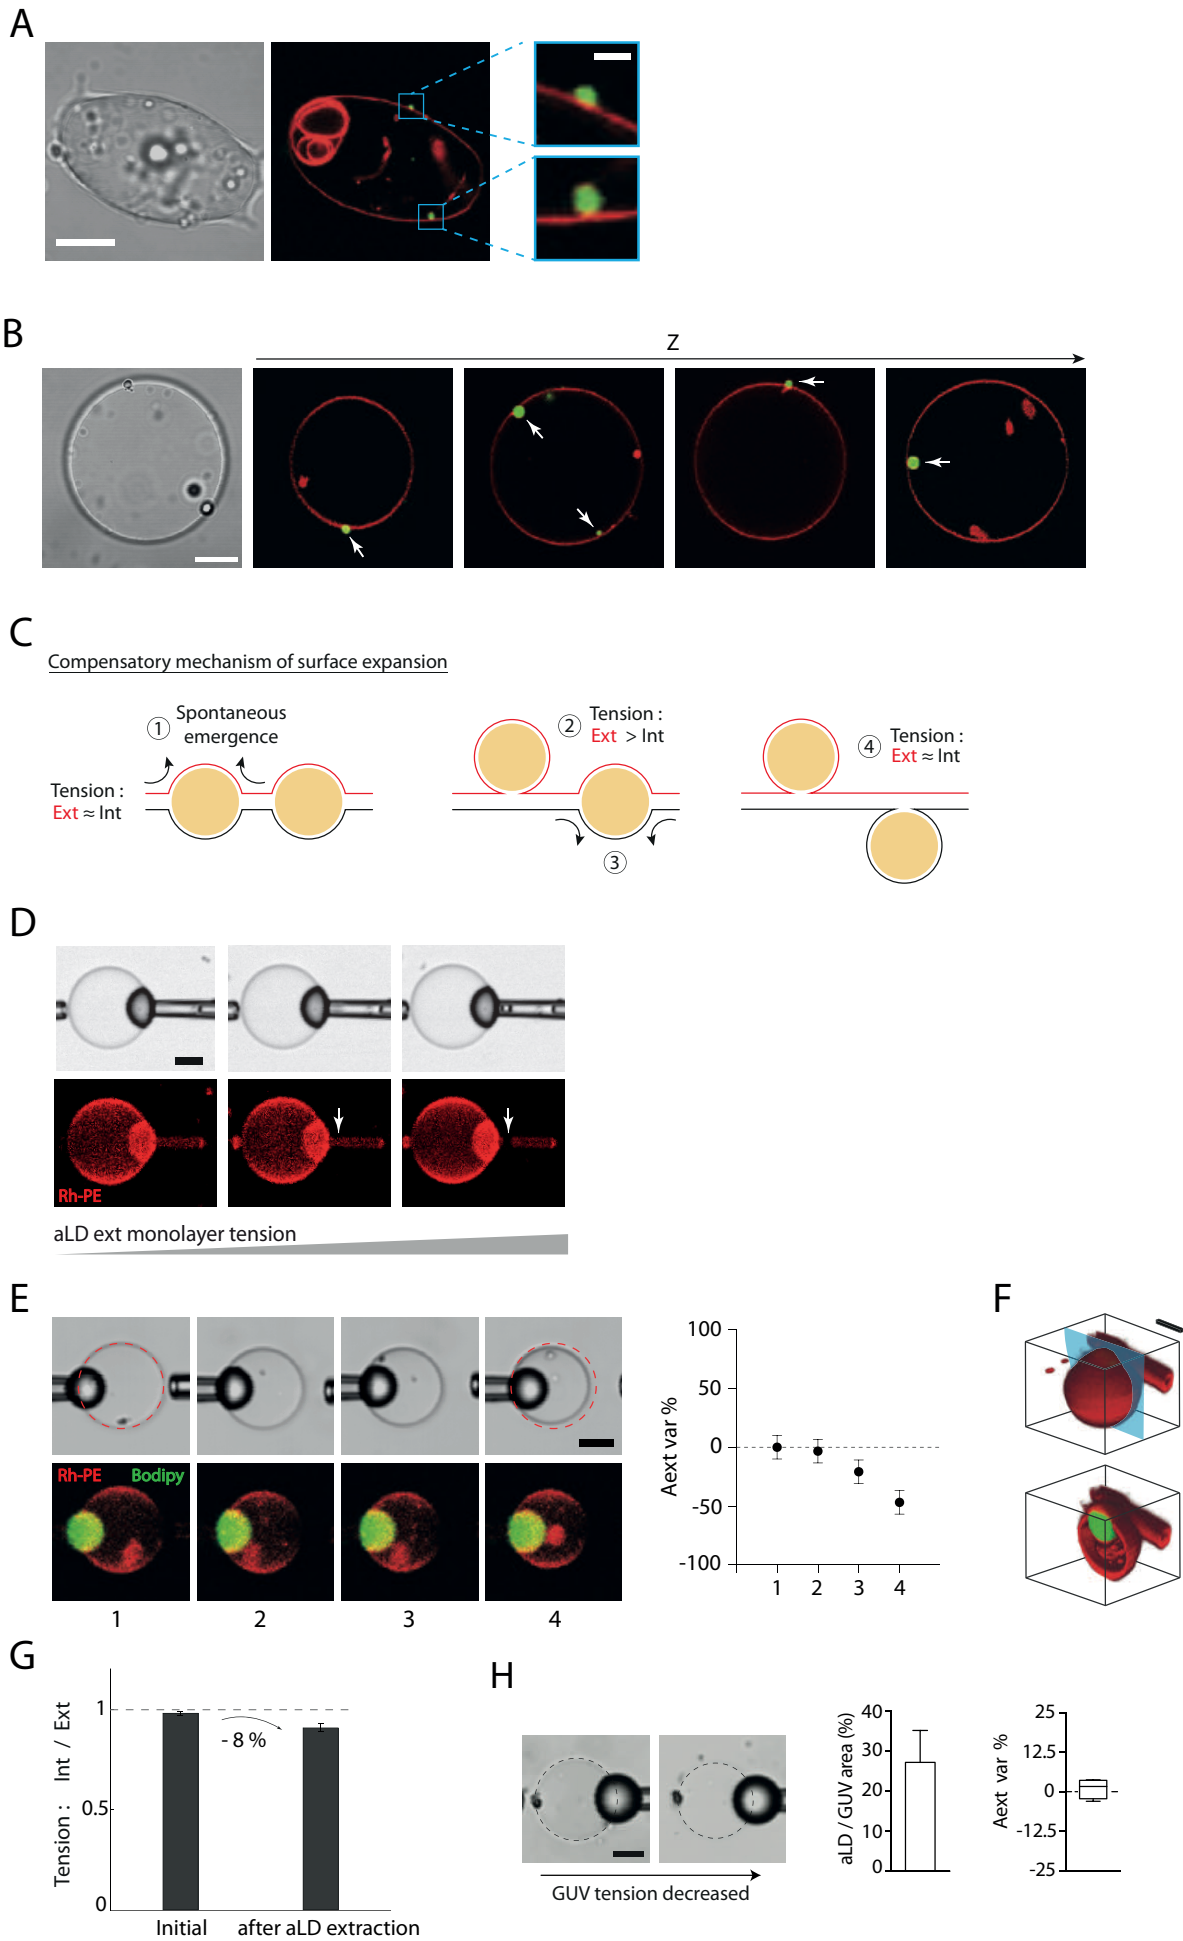 A
B
Z
C
Compensatory mechanism of surface expansion
1 Spontaneous
emergence
Tension :
Ext ≈ Int
2 Tension :
Ext > Int
3
4 Tension :
Ext ≈ Int
D
Rh-PE
aLD ext monolayer tension
E
Rh-PE Bodipy
1 2 3 4
Aext var %
100
50
0
-50
-100
1 2 3 4
F
G
Tension : Int / Ext
1
0.5
0
- 8 %
Initial after aLD extraction
H
GUV tension decreased
aLD / GUV area (%)
40
30
20
10
0
Aext var %
25
12.5
0
-12.5
-25